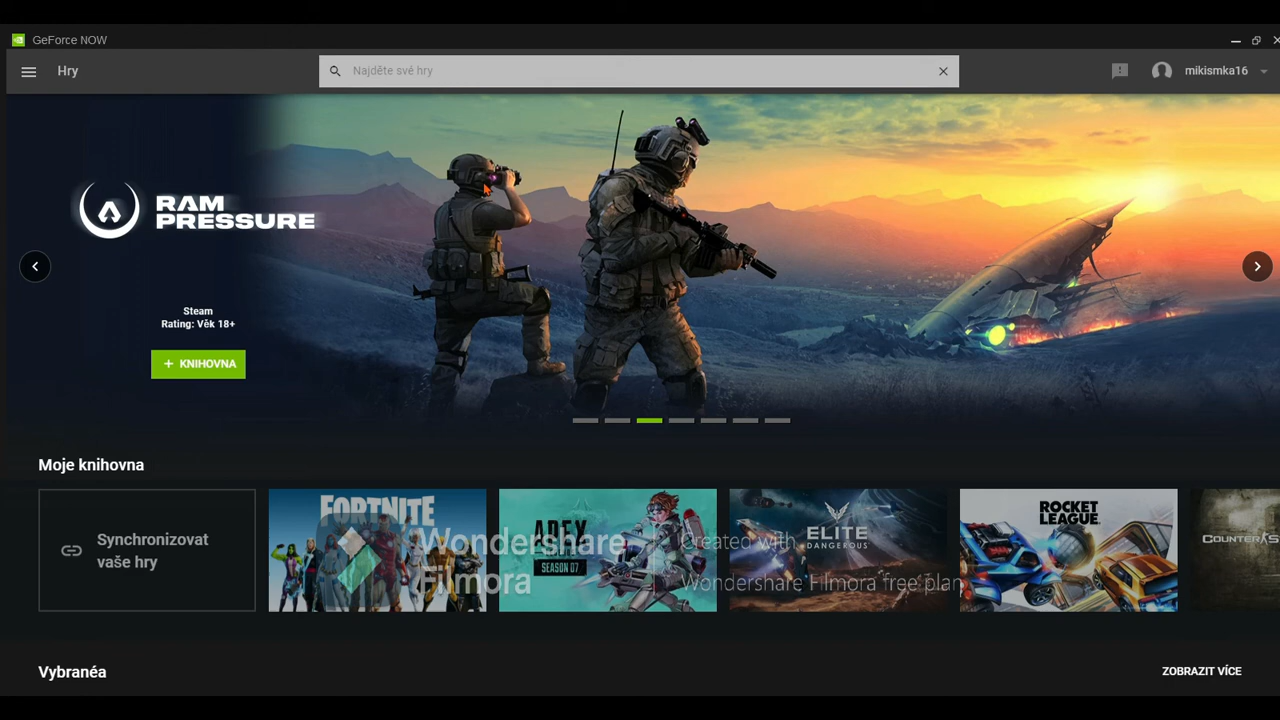 GeForce NOW
Hry
Najděte své hry
mikismka16
RAM
PRESSURE
Steam
Rating: Věk 18+
+ KNIHOVNA
Moje knihovna
Synchronizovat
vaše hry
FORTNITE
APEX
SEASON 07
ELITE
DANGEROUS
ROCKET
LEAGUE
COUNTER
Wondershare
Filmora
Created with
Wondershare Filmora free plan
Vybranéa
ZOBRAZIT VÍCE